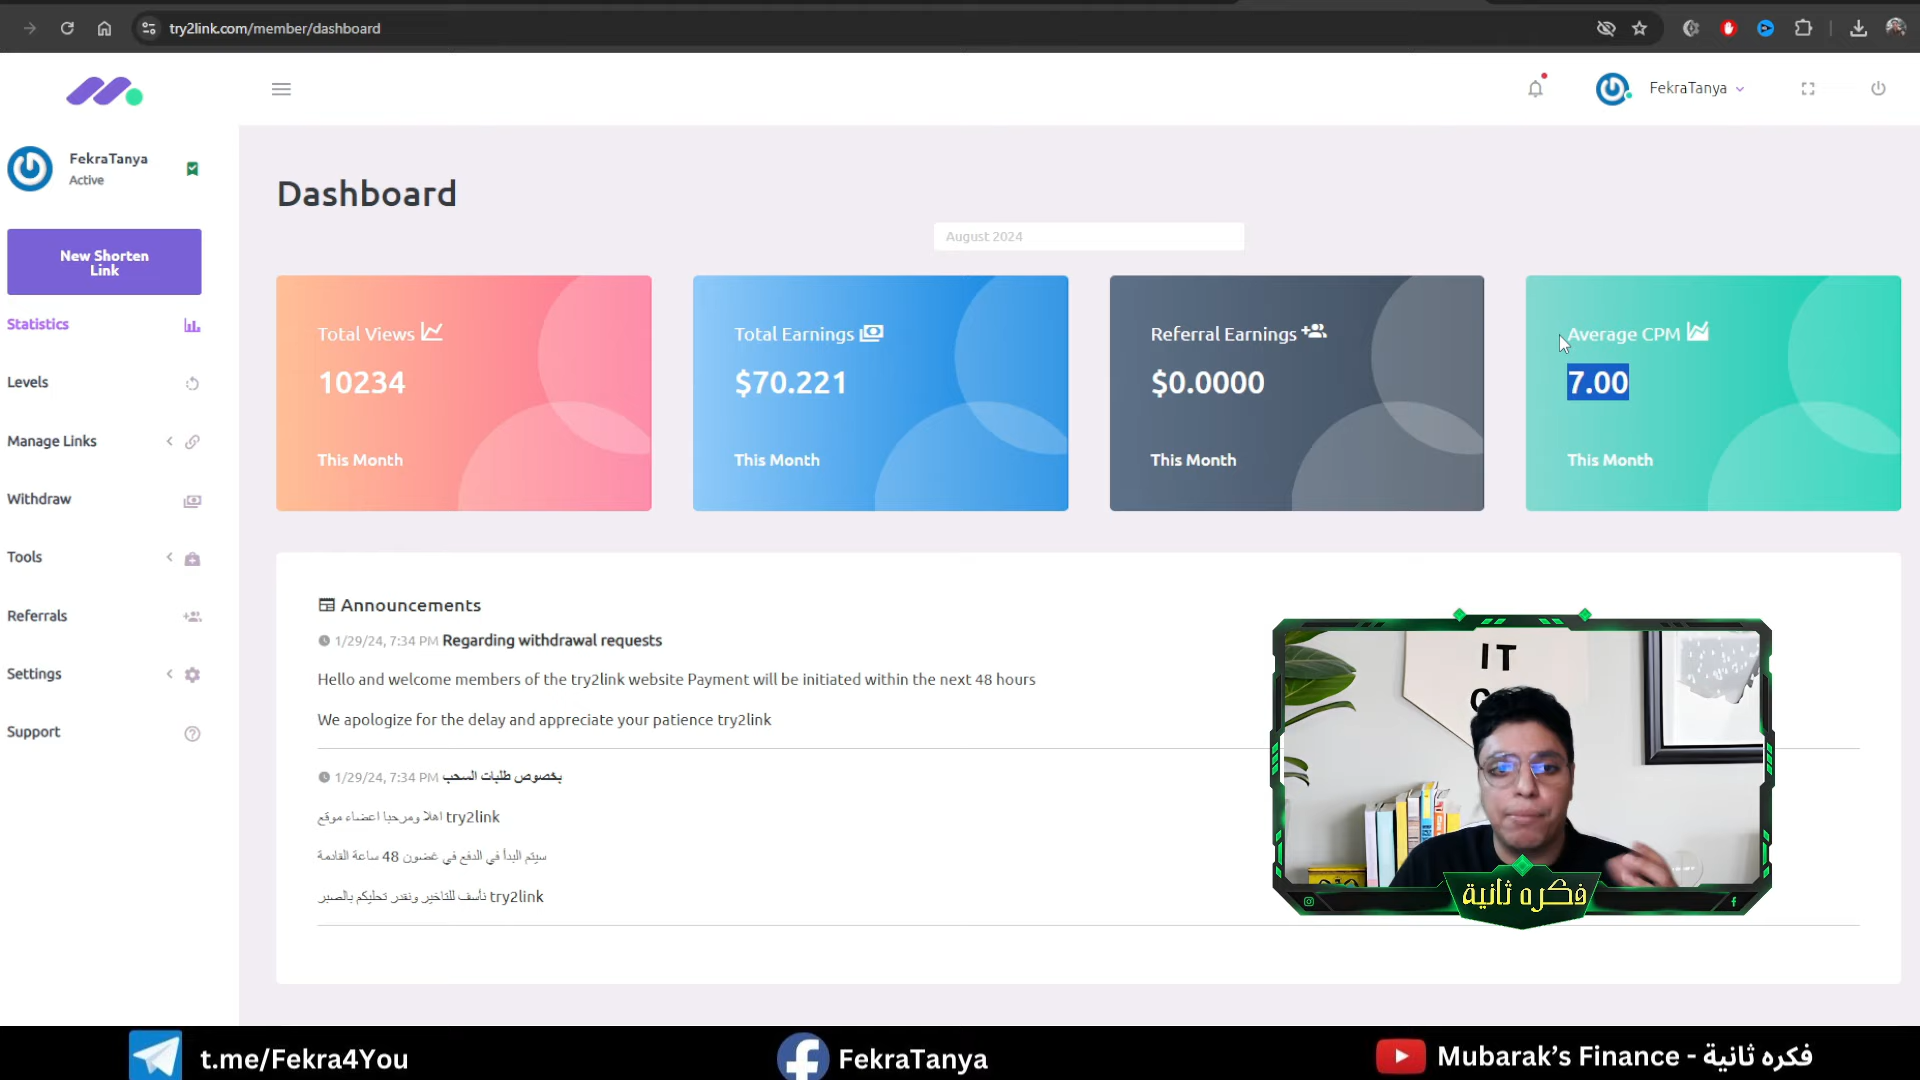 try2link.com/member/dashboard
FekraTanya
FekraTanya
Active
New Shorten
Link
Statistics
Levels
Manage Links
Withdraw
Tools
Referrals
Settings
Support
Dashboard
August 2024
Total Views
10234
This Month
Total Earnings
$70.221
This Month
Referral Earnings
$0.0000
This Month
Average CPM
7.00
This Month
Announcements
1/29/24, 7:34 PM Regarding withdrawal requests
Hello and welcome members of the try2link website Payment will be initiated within the next 48 hours
We apologize for the delay and appreciate your patience try2link
1/29/24, 7:34 PM بخصوص طلبات السحب
اهلا ومرحبا اعضاء موقع try2link
سيتم البدأ في الدفع في غضون 48 ساعة القادمة
نأسف للتاخير ونقدر تحليكم بالصبر try2link
IT
فكره ثانية
t.me/Fekra4You
FekraTanya
Mubarak’s Finance - فكره ثانية